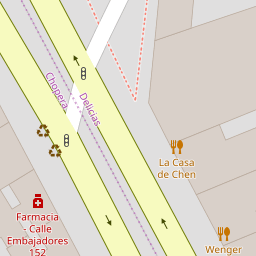 Chopera
Delicias
La Casa
de Chen
Farmacia
- Calle
Embajadores
152
Wenger